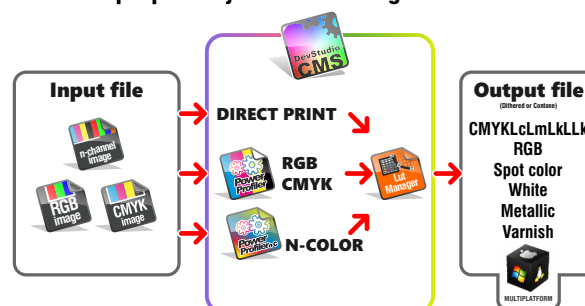 DevStudio
CMS
Input file
n-channel
image
RGB
image
CMYK
image
DIRECT PRINT
Power
Profiler
RGB
CMYK
Power
Profiler n.c
N-COLOR
Lut
Manager
Output file
(Dithered or Contone)
CMYKLcLmLkLLk
RGB
Spot color
White
Metallic
Varnish
MULTIPLATFORM